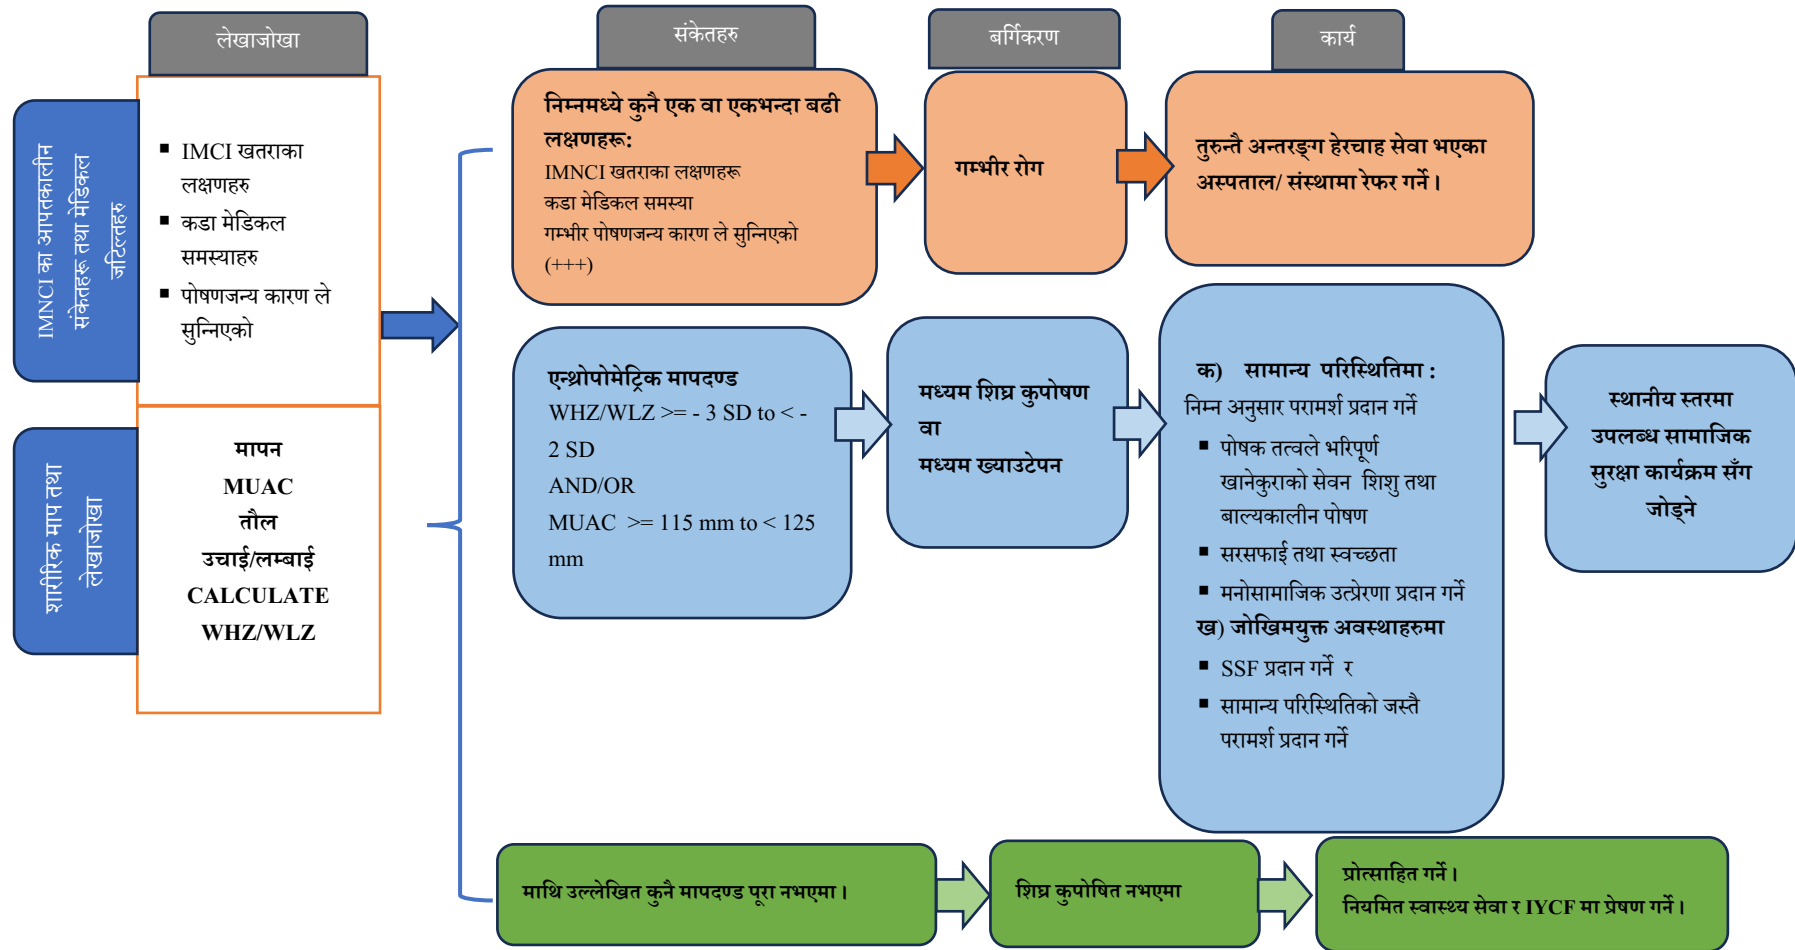 लेखाजोखा
संकेतहरु
बर्गिकरण
कार्य
IMNCI का आपतकालीन
संकेतहरू तथा मेडिकल
जटिल्तहरु
▪ IMCI खतराका
लक्षणहरु
▪ कडा मेडिकल
समस्याहरु
▪ पोषणजन्य कारण ले
सुन्निएको
शारीरिक माप तथा
लेखाजोखा
मापन
MUAC
तौल
उचाई/लम्बाई
CALCULATE
WHZ/WLZ
निम्नमध्ये कुनै एक वा एकभन्दा बढी
लक्षणहरू:
IMNCI खतराका लक्षणहरू
कडा मेडिकल समस्या
गम्भीर पोषणजन्य कारण ले सुन्निएको
(+++)
गम्भीर रोग
तुरुन्तै अन्तरङ्ग हेरचाह सेवा भएका
अस्पताल/ संस्थामा रेफर गर्ने।
एन्थ्रोपोमेट्रिक मापदण्ड
WHZ/WLZ >= - 3 SD to < -
2 SD
AND/OR
MUAC >= 115 mm to < 125
mm
मध्यम शिघ्र कुपोषण
वा
मध्यम ख्याउटेपन
क) सामान्य परिस्थितिमा :
निम्न अनुसार परामर्श प्रदान गर्ने
▪ पोषक तत्वले भरिपूर्ण
खानेकुराको सेवन शिशु तथा
बाल्यकालीन पोषण
▪ सरसफाई तथा स्वच्छता
▪ मनोसामाजिक उत्प्रेरणा प्रदान गर्ने
ख) जोखिमयुक्त अवस्थाहरुमा
▪ SSF प्रदान गर्ने र
▪ सामान्य परिस्थितिको जस्तै
परामर्श प्रदान गर्ने
स्थानीय स्तरमा
उपलब्ध सामाजिक
सुरक्षा कार्यक्रम सँग
जोड्ने
माथि उल्लेखित कुनै मापदण्ड पूरा नभएमा।
शिघ्र कुपोषित नभएमा
प्रोत्साहित गर्ने।
नियमित स्वास्थ्य सेवा र IYCF मा प्रेषण गर्ने।